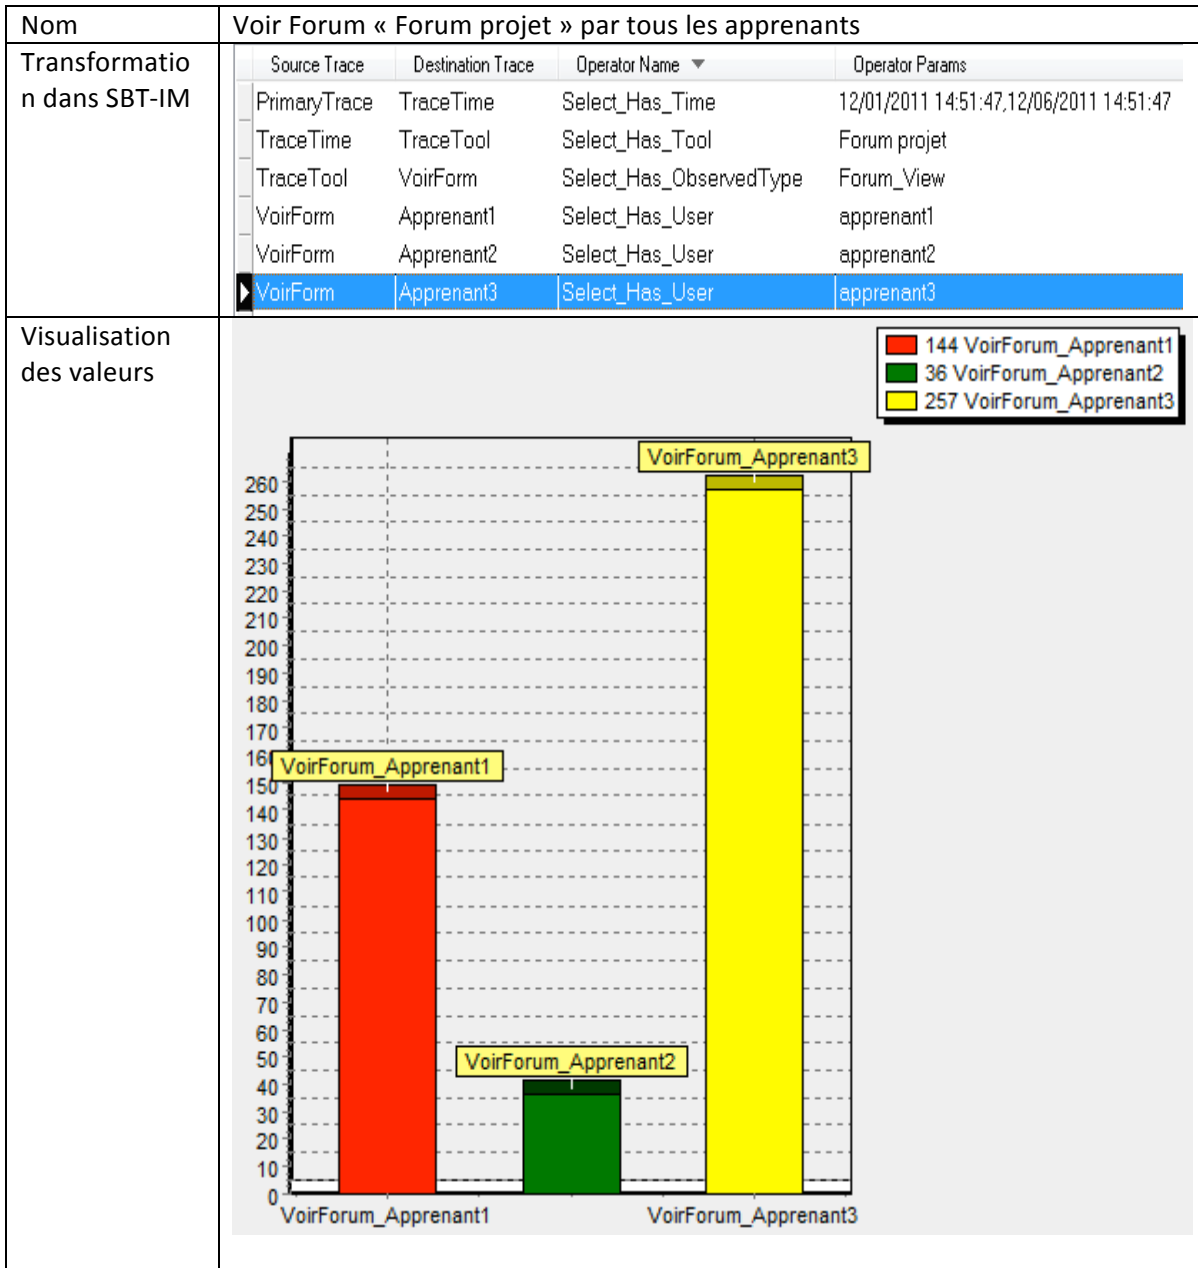 Nom
Voir Forum « Forum projet » par tous les apprenants
Transformatio
n dans SBT-IM
Source Trace Destination Trace Operator Name Operator Params
PrimaryTrace TraceTime Select_Has_Time 12/01/2011 14:51:47,12/06/2011 14:51:47
TraceTime TraceTool Select_Has_Tool Forum projet
TraceTool VoirForm Select_Has_ObservedType Forum_View
VoirForm Apprenant1 Select_Has_User apprenant1
VoirForm Apprenant2 Select_Has_User apprenant2
VoirForm Apprenant3 Select_Has_User apprenant3
Visualisation
des valeurs
144 VoirForum_Apprenant1
36 VoirForum_Apprenant2
257 VoirForum_Apprenant3
VoirForum_Apprenant3
260
250
240
230
220
210
200
190
180
170
160
VoirForum_Apprenant1
150
140
130
120
110
100
90
80
70
60
50
VoirForum_Apprenant2
40
30
20
10
0
VoirForum_Apprenant1 VoirForum_Apprenant3